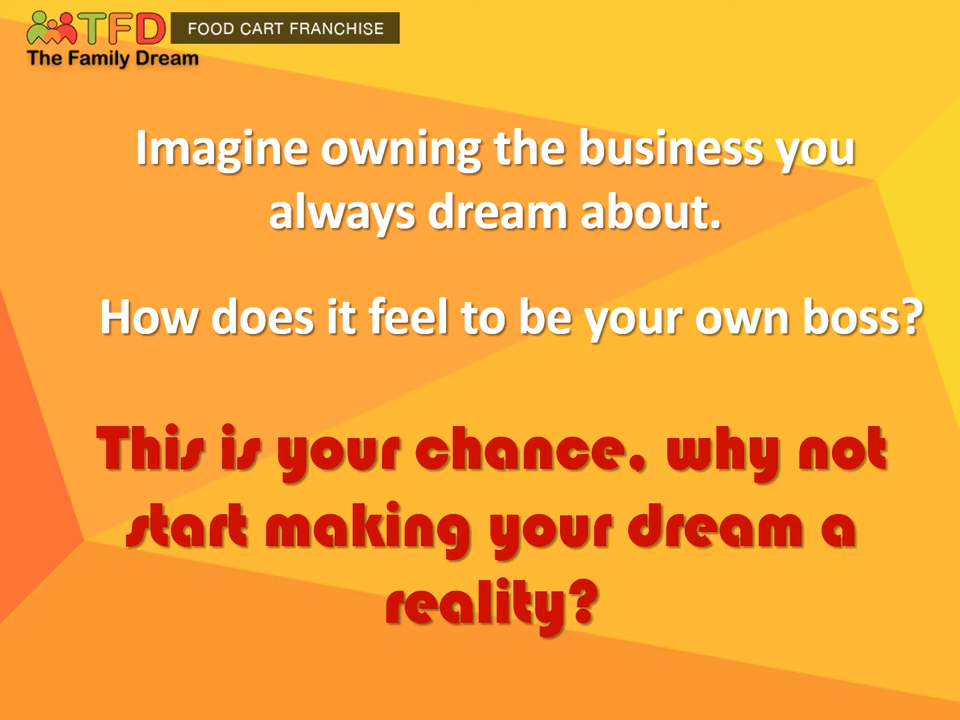 TFD
FOOD CART FRANCHISE
The Family Dream
Imagine owning the business you
always dream about.
How does it feel to be your own boss?
This is your chance, why not
start making your dream a
reality?